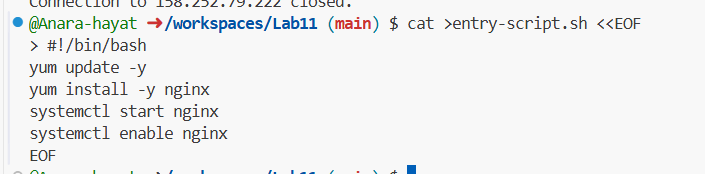 Connection to 158.252.79.222 closed.
@Anara-hayat ➜/workspaces/Lab11 (main) $ cat >entry-script.sh <<EOF
> #!/bin/bash
yum update -y
yum install -y nginx
systemctl start nginx
systemctl enable nginx
EOF